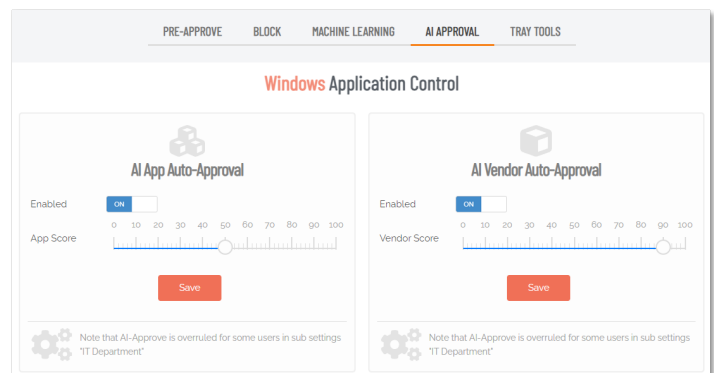 PRE-APPROVE BLOCK MACHINE LEARNING AI APPROVAL TRAY TOOLS
Windows Application Control
AI App Auto-Approval
Enabled ON
0 10 20 30 40 50 60 70 80 90 100
App Score
Save
Note that AI-Approve is overruled for some users in sub settings
"IT Department"
AI Vendor Auto-Approval
Enabled ON
0 10 20 30 40 50 60 70 80 90 100
Vendor Score
Save
Note that AI-Approve is overruled for some users in sub settings
"IT Department"